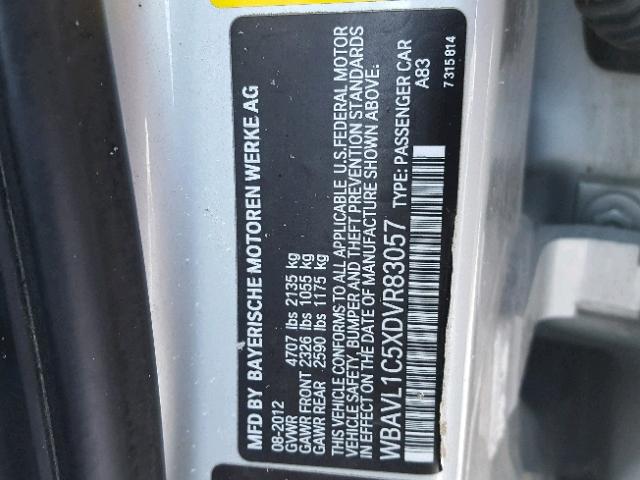 MFD BY BAYERISCHE MOTOREN WERKE AG
08-2012
GVWR 4707 lbs 2135 kg
GAWR FRONT 2326 lbs 1055 kg
GAWR REAR 2590 lbs 1175 kg
THIS VEHICLE CONFORMS TO ALL APPLICABLE U.S.FEDERAL MOTOR
VEHICLE SAFETY, BUMPER AND THEFT PREVENTION STANDARDS
IN EFFECT ON THE DATE OF MANUFACTURE SHOWN ABOVE:
WBAVL1C5XDVR83057 TYPE: PASSENGER CAR
A83
7 315 814